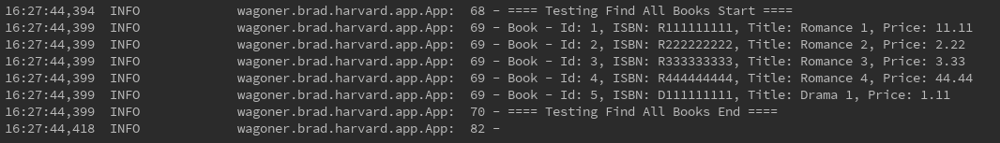 16:27:44,394  INFO             wagoner.brad.harvard.app.App:  68 - ==== Testing Find All Books Start ====
16:27:44,399  INFO             wagoner.brad.harvard.app.App:  69 - Book - Id: 1, ISBN: R111111111, Title: Romance 1, Price: 11.11
16:27:44,399  INFO             wagoner.brad.harvard.app.App:  69 - Book - Id: 2, ISBN: R222222222, Title: Romance 2, Price: 2.22
16:27:44,399  INFO             wagoner.brad.harvard.app.App:  69 - Book - Id: 3, ISBN: R333333333, Title: Romance 3, Price: 3.33
16:27:44,399  INFO             wagoner.brad.harvard.app.App:  69 - Book - Id: 4, ISBN: R444444444, Title: Romance 4, Price: 44.44
16:27:44,399  INFO             wagoner.brad.harvard.app.App:  69 - Book - Id: 5, ISBN: D111111111, Title: Drama 1, Price: 1.11
16:27:44,399  INFO             wagoner.brad.harvard.app.App:  70 - ==== Testing Find All Books End ====
16:27:44,418  INFO             wagoner.brad.harvard.app.App:  82 -